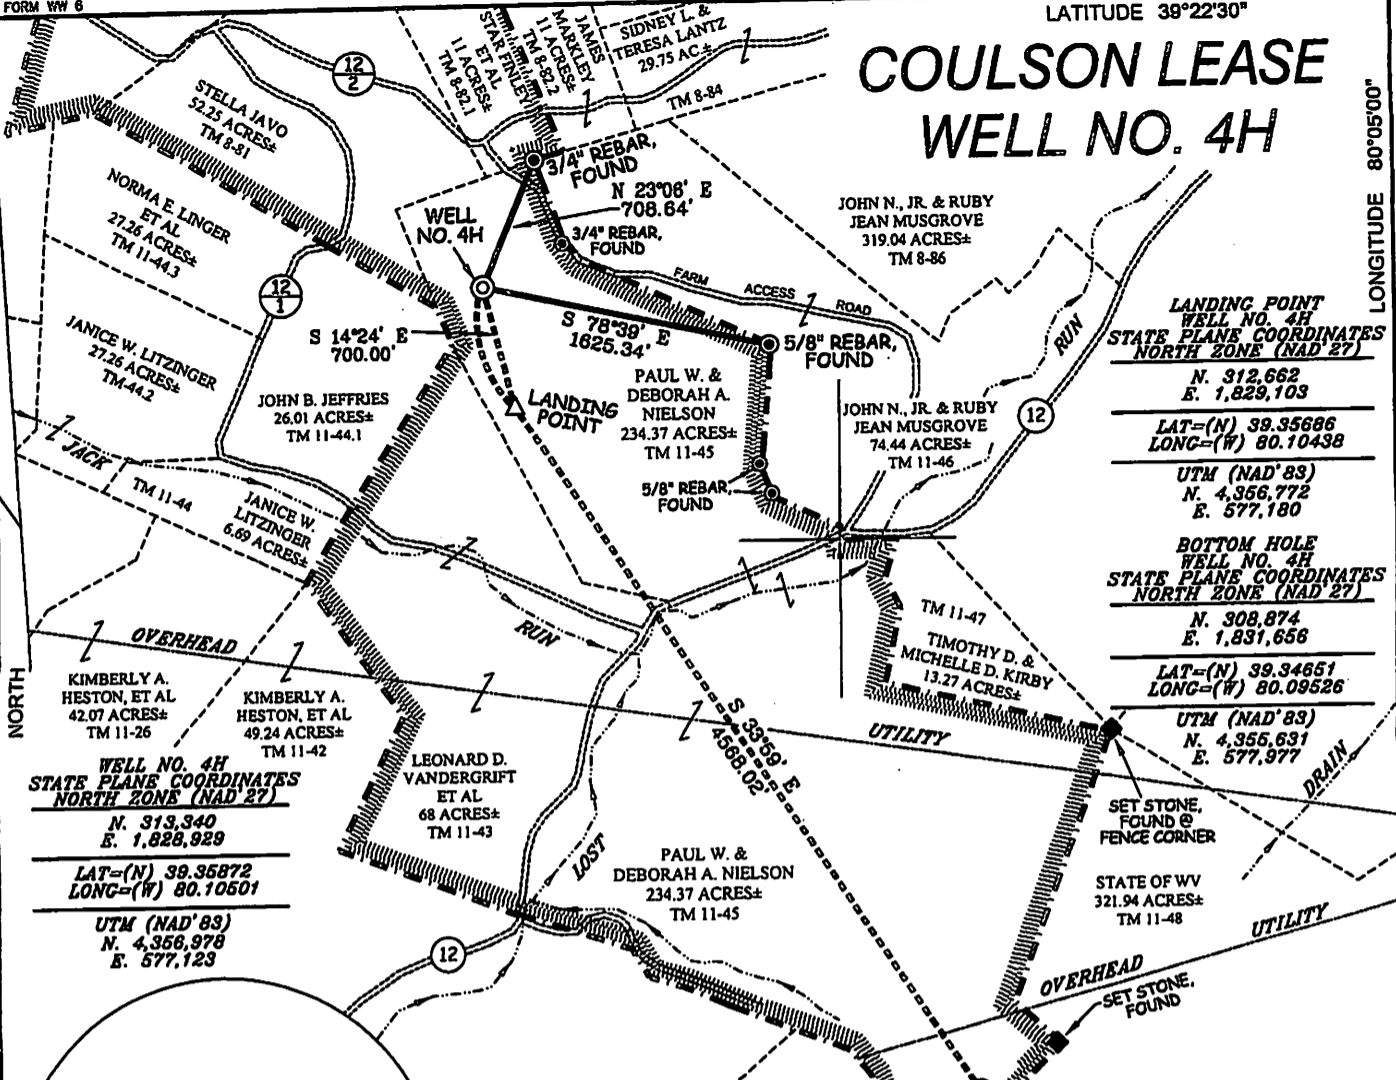 FORM WW 6
LATITUDE 39°22'30"
COULSON LEASE
WELL NO. 4H
LONGITUDE 80°05'00"
12
2
STELLA JAVO
52.25 ACRES±
TM 8-81
STAR FINLEY
ET AL
11 ACRES±
TM 8-82.1
JAMES
MARKLEY
11 ACRES±
TM 8-82.2
SIDNEY L. &
TERESA LANTZ
29.75 AC.±
TM 8-84
3/4" REBAR,
FOUND
N 23°06' E
708.64'
NORMA E. LINGER
ET AL
27.26 ACRES±
TM 11-44.3
WELL
NO. 4H
3/4" REBAR,
FOUND
JOHN N., JR. & RUBY
JEAN MUSGROVE
319.04 ACRES±
TM 8-86
12
1
FARM ACCESS ROAD
S 14°24' E
700.00'
S 78°39' E
1625.34'
5/8" REBAR,
FOUND
RUN
JANICE W. LITZINGER
27.26 ACRES±
TM-44.2
JOHN B. JEFFRIES
26.01 ACRES±
TM 11-44.1
LANDING
POINT
PAUL W. &
DEBORAH A.
NIELSON
234.37 ACRES±
TM 11-45
JOHN N., JR. & RUBY
JEAN MUSGROVE
74.44 ACRES±
TM 11-46
12
LANDING POINT
WELL NO. 4H
STATE PLANE COORDINATES
NORTH ZONE (NAD'27)
N. 312,662
E. 1,829,103
LAT=(N) 39.35686
LONG=(W) 80.10438
UTM (NAD'83)
N. 4,356,772
E. 577,180
JACK
TM 11-44
JANICE W.
LITZINGER
6.69 ACRES±
5/8" REBAR,
FOUND
BOTTOM HOLE
WELL NO. 4H
STATE PLANE COORDINATES
NORTH ZONE (NAD'27)
N. 308,874
E. 1,831,656
LAT=(N) 39.34651
LONG=(W) 80.09526
UTM (NAD'83)
N. 4,355,631
E. 577,977
RUN
TM 11-47
TIMOTHY D. &
MICHELLE D. KIRBY
13.27 ACRES±
OVERHEAD
UTILITY
NORTH
KIMBERLY A.
HESTON, ET AL
42.07 ACRES±
TM 11-26
KIMBERLY A.
HESTON, ET AL
49.24 ACRES±
TM 11-42
S 33°59' E
4568.02'
LEONARD D.
VANDERGRIFT
ET AL
68 ACRES±
TM 11-43
WELL NO. 4H
STATE PLANE COORDINATES
NORTH ZONE (NAD'27)
N. 313,340
E. 1,828,929
LAT=(N) 39.35872
LONG=(W) 80.10501
UTM (NAD'83)
N. 4,356,978
E. 577,123
DRAIN
SET STONE,
FOUND @
FENCE CORNER
LOST
PAUL W. &
DEBORAH A. NIELSON
234.37 ACRES±
TM 11-45
STATE OF WV
321.94 ACRES±
TM 11-48
12
OVERHEAD
UTILITY
SET STONE,
FOUND